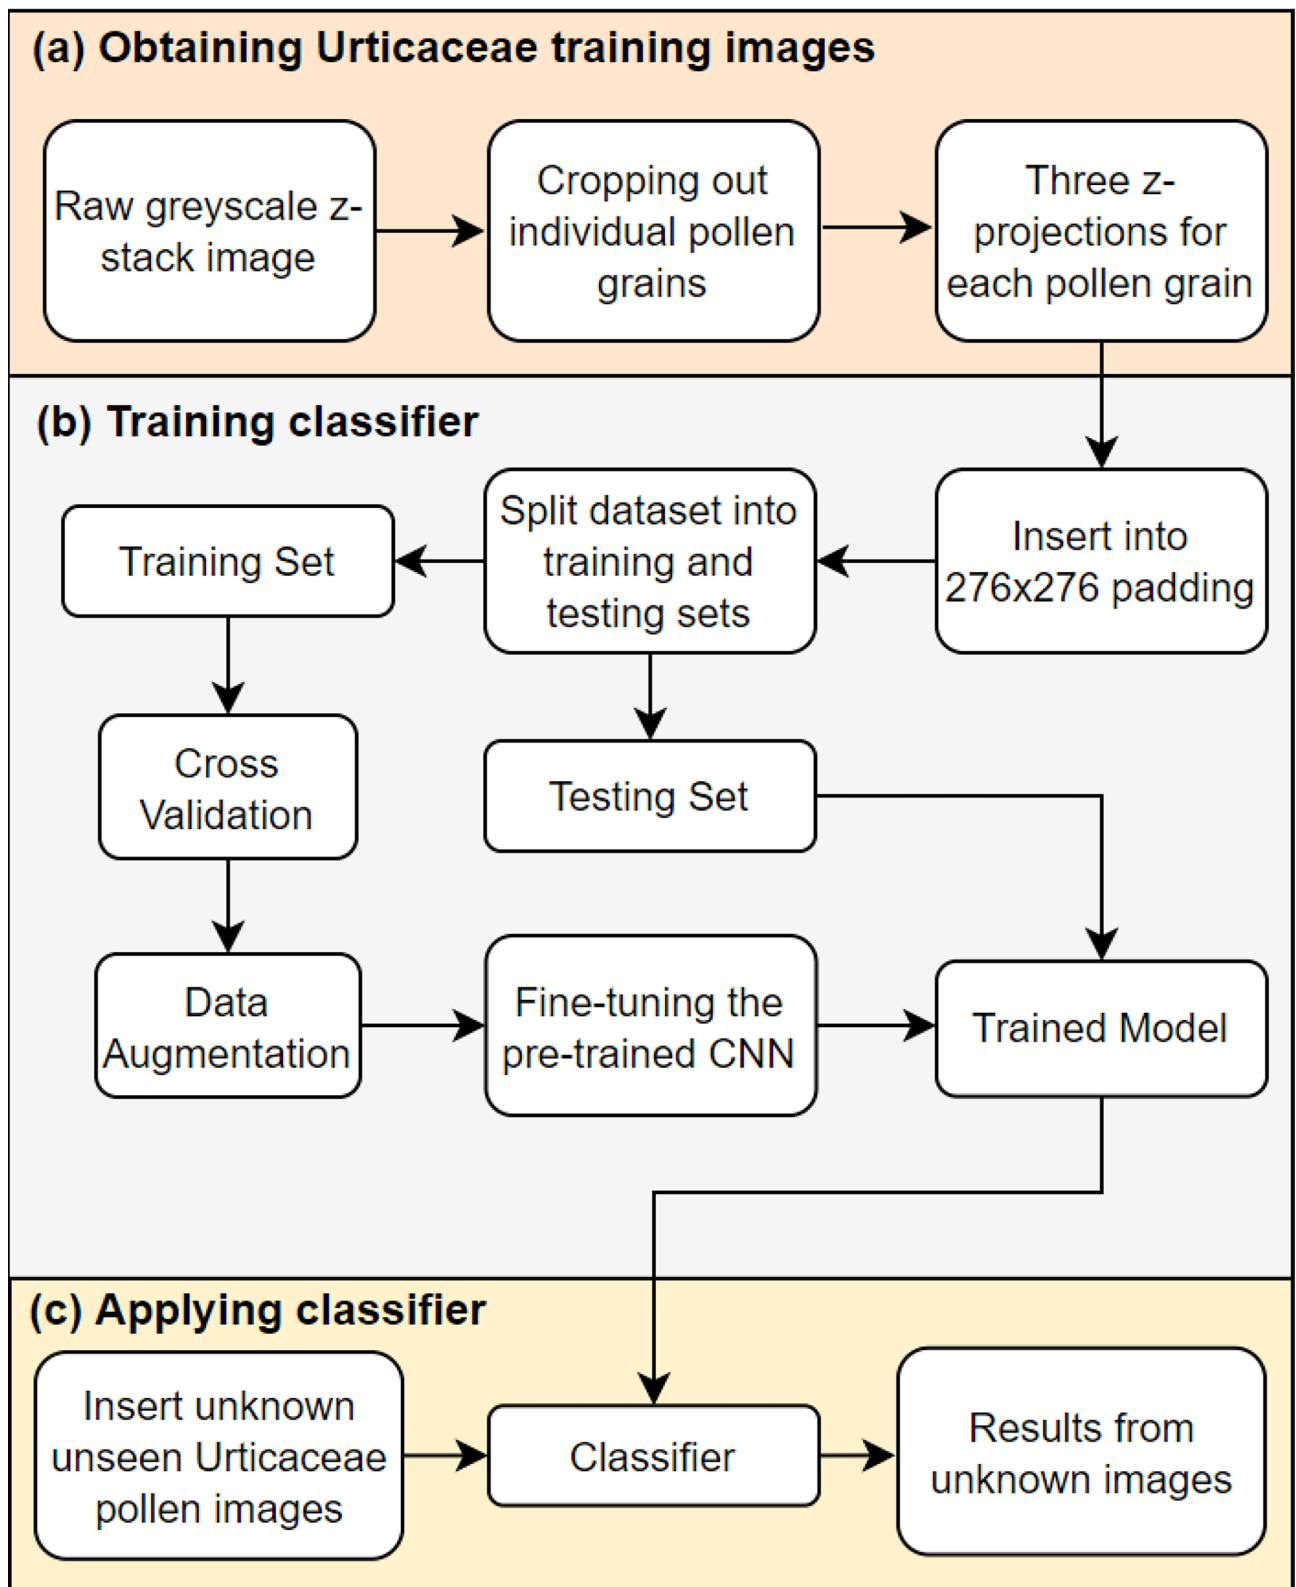 (a) Obtaining Urticaceae training images
Raw greyscale z-
stack image
Cropping out
individual pollen
grains
Three z-
projections for
each pollen grain
(b) Training classifier
Insert into
276x276 padding
Split dataset into
training and
testing sets
Training Set
Cross
Validation
Testing Set
Data
Augmentation
Fine-tuning the
pre-trained CNN
Trained Model
(c) Applying classifier
Insert unknown
unseen Urticaceae
pollen images
Classifier
Results from
unknown images